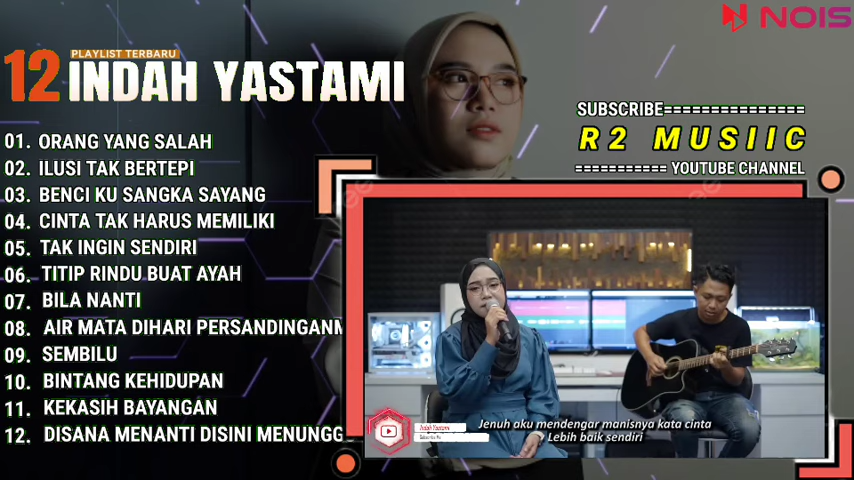 NOIS
PLAYLIST TERBARU
12 INDAH YASTAMI
SUBSCRIBE===============
R2 MUSIIC
=========== YOUTUBE CHANNEL
01. ORANG YANG SALAH
02. ILUSI TAK BERTEPI
03. BENCI KU SANGKA SAYANG
04. CINTA TAK HARUS MEMILIKI
05. TAK INGIN SENDIRI
06. TITIP RINDU BUAT AYAH
07. BILA NANTI
08. AIR MATA DIHARI PERSANDINGANM
09. SEMBILU
10. BINTANG KEHIDUPAN
11. KEKASIH BAYANGAN
12. DISANA MENANTI DISINI MENUNGG
Indah Yastami
Jenuh aku mendengar manisnya kata cinta
Lebih baik sendiri